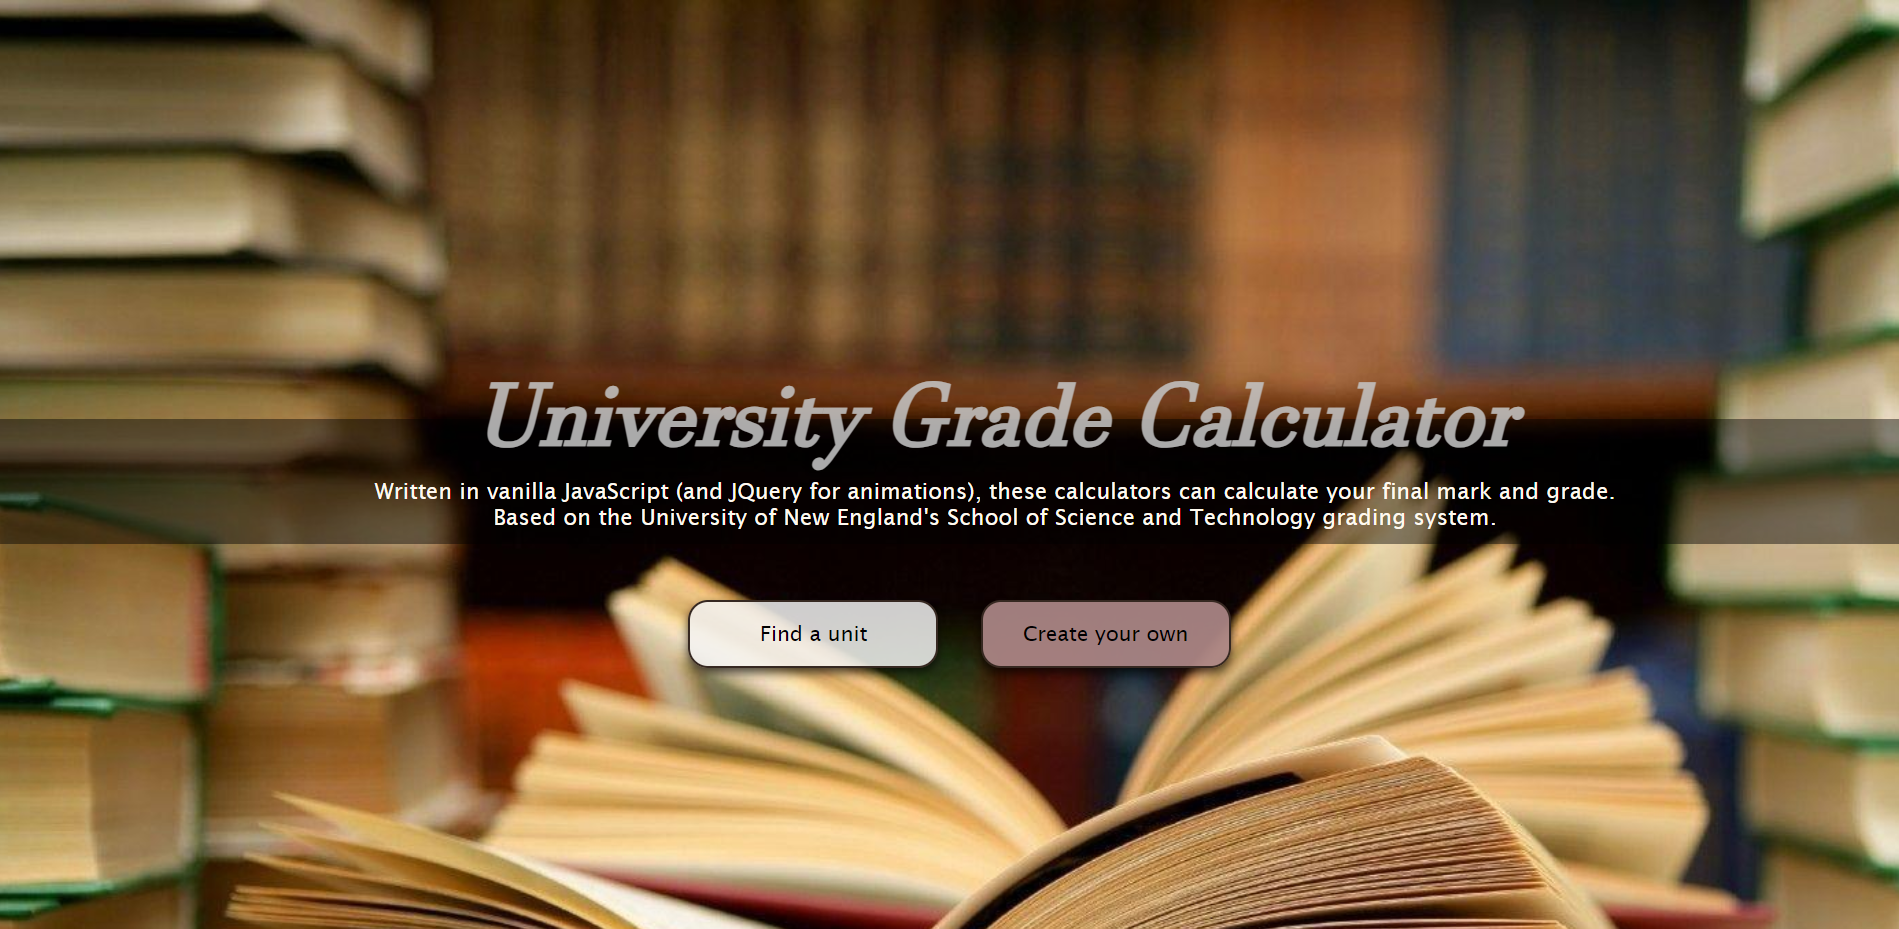 University Grade Calculator
Written in vanilla JavaScript (and JQuery for animations), these calculators can calculate your final mark and grade.
Based on the University of New England's School of Science and Technology grading system.
Find a unit
Create your own